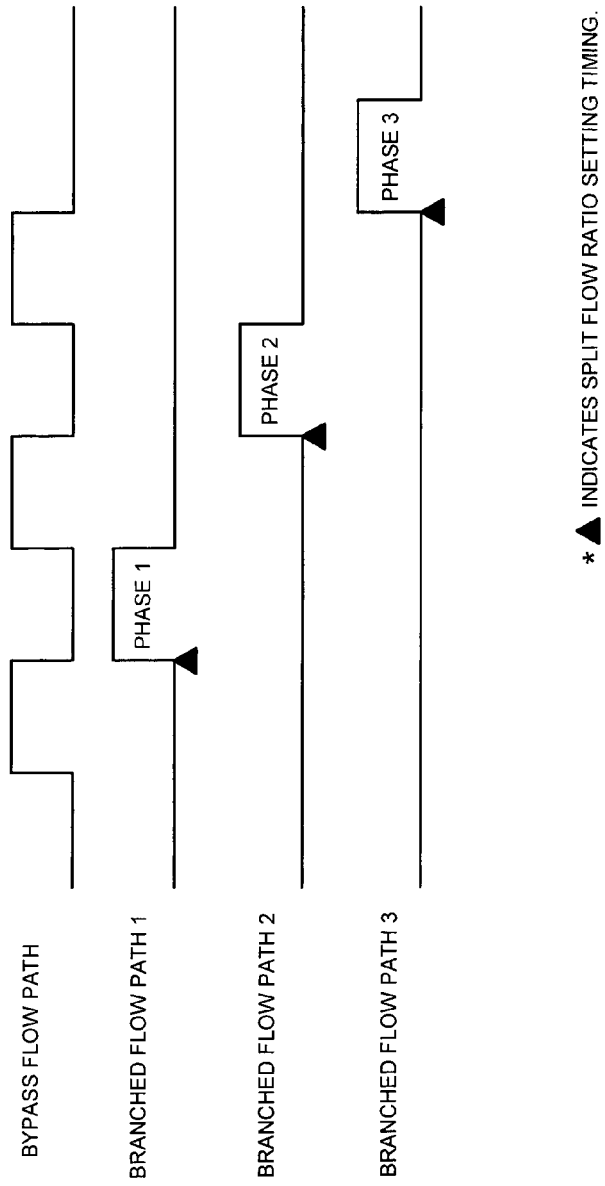 BYPASS FLOW PATH
BRANCHED FLOW PATH 1
PHASE 1
BRANCHED FLOW PATH 2
PHASE 2
BRANCHED FLOW PATH 3
PHASE 3
* ▲ INDICATES SPLIT FLOW RATIO SETTING TIMING.